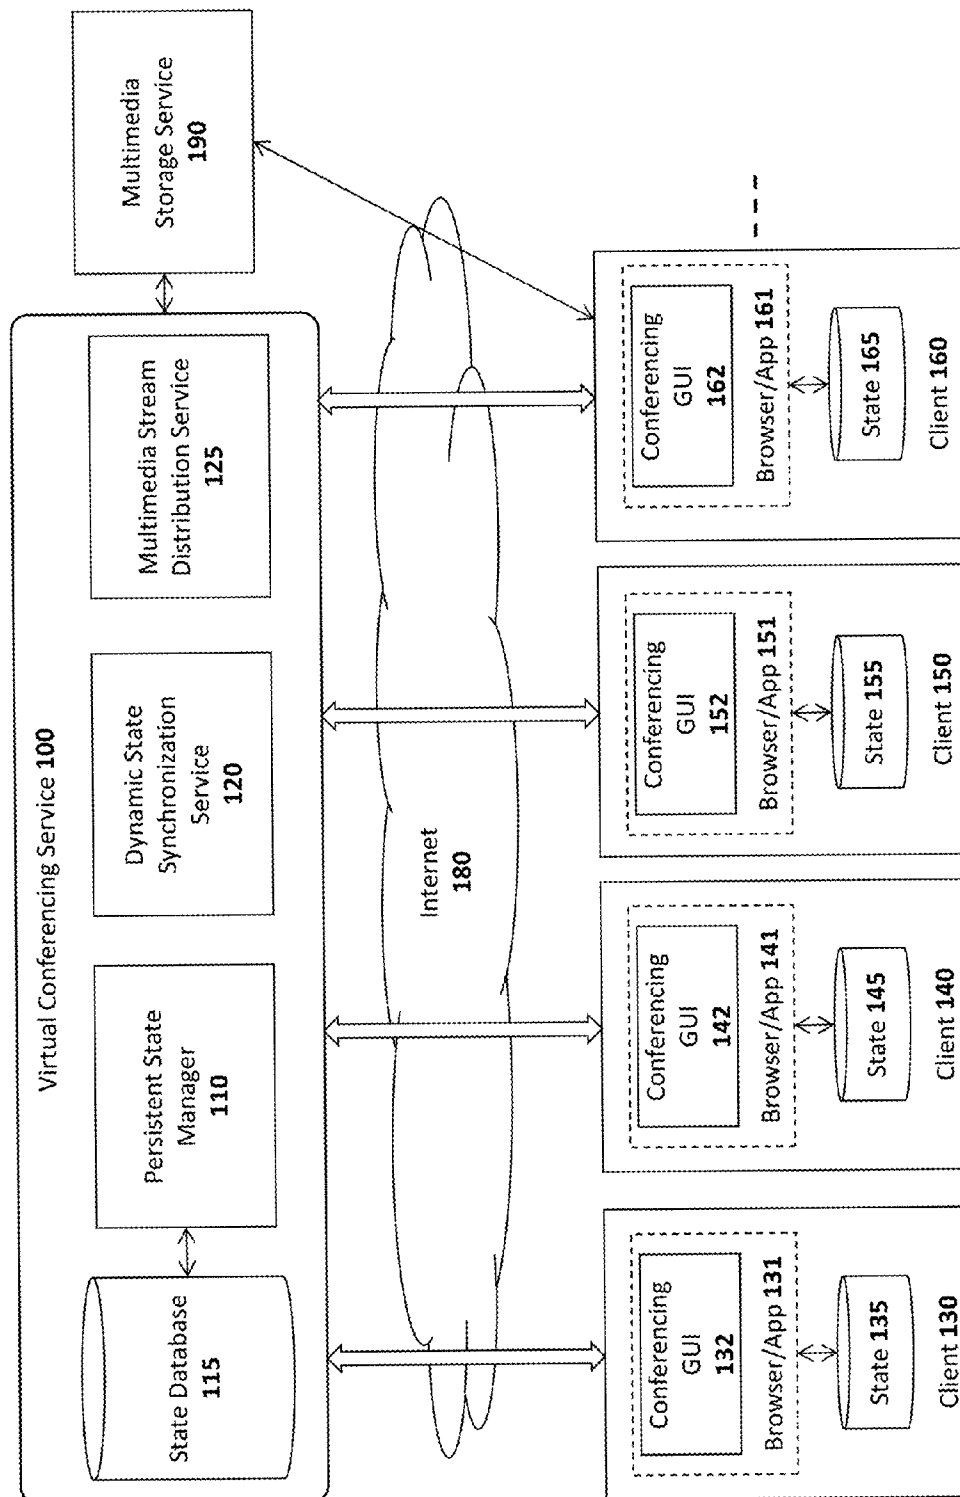 Virtual Conferencing Service 100
State Database
115
Persistent State
Manager
110
Dynamic State
Synchronization
Service
120
Multimedia Stream
Distribution Service
125
Multimedia
Storage Service
190
Internet
180
Conferencing
GUI
132
Browser/App 131
State 135
Client 130
Conferencing
GUI
142
Browser/App 141
State 145
Client 140
Conferencing
GUI
152
Browser/App 151
State 155
Client 150
Conferencing
GUI
162
Browser/App 161
State 165
Client 160